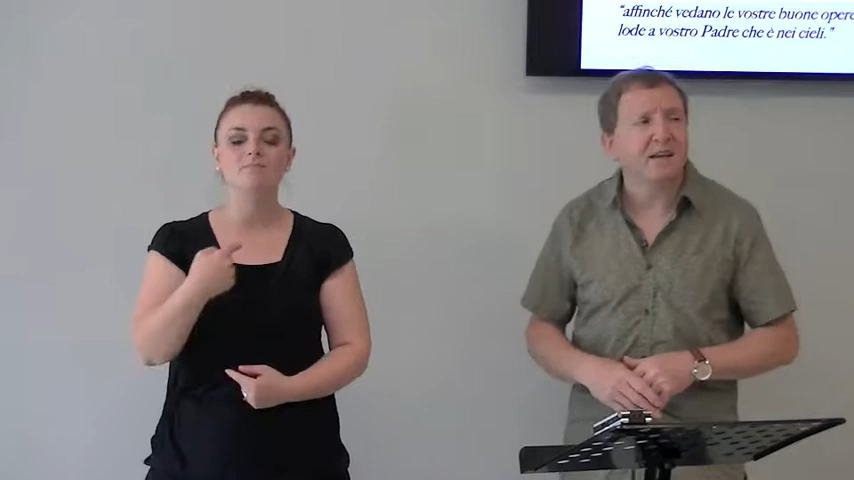 “affinché vedano le vostre buone opere
lode a vostro Padre che è nei cieli.”